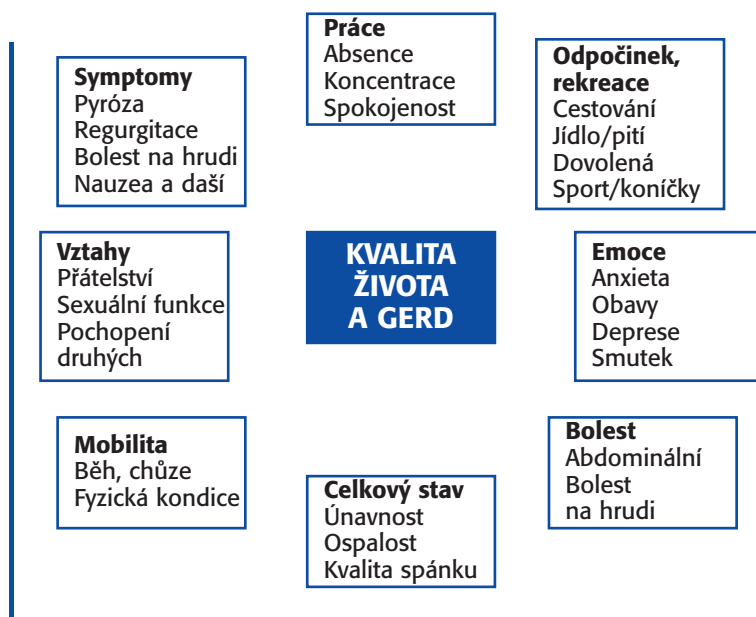 Práce
Absence
Koncentrace
Spokojenost
Symptomy
Pyróza
Regurgitace
Bolest na hrudi
Nauzea a daší
Odpočinek,
rekreace
Cestování
Jídlo/pití
Dovolená
Sport/koníčky
Vztahy
Přátelství
Sexuální funkce
Pochopení
druhých
KVALITA
ŽIVOTA
A GERD
Emoce
Anxieta
Obavy
Deprese
Smutek
Mobilita
Běh, chůze
Fyzická kondice
Celkový stav
Únavnost
Ospalost
Kvalita spánku
Bolest
Abdominální
Bolest
na hrudi